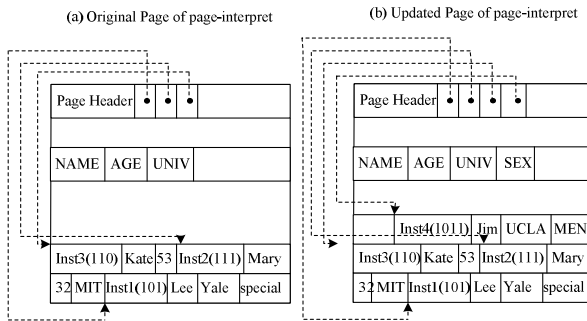 (a) Original Page of page-interpret
Page Header
NAME AGE UNIV
Inst3(110) Kate 53 Inst2(111) Mary
32 MIT Inst1(101) Lee Yale special
(b) Updated Page of page-interpret
Page Header
NAME AGE UNIV SEX
Inst4(1011) Jim UCLA MEN
Inst3(110) Kate 53 Inst2(111) Mary
32 MIT Inst1(101) Lee Yale special